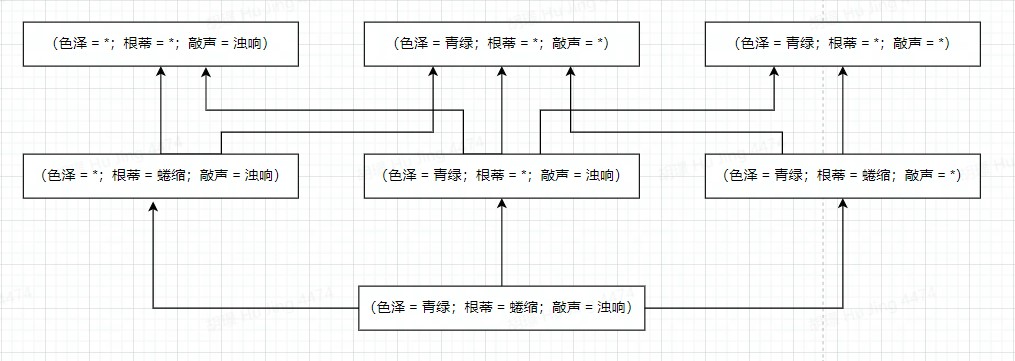 （色泽 = *；根蒂 = *；敲声 = 浊响）
（色泽 = 青绿；根蒂 = *；敲声 = *）
（色泽 = 青绿；根蒂 = *；敲声 = *）
（色泽 = *；根蒂 = 蜷缩；敲声 = 浊响）
（色泽 = 青绿；根蒂 = *；敲声 = 浊响）
（色泽 = 青绿；根蒂 = 蜷缩；敲声 = *）
（色泽 = 青绿；根蒂 = 蜷缩；敲声 = 浊响）